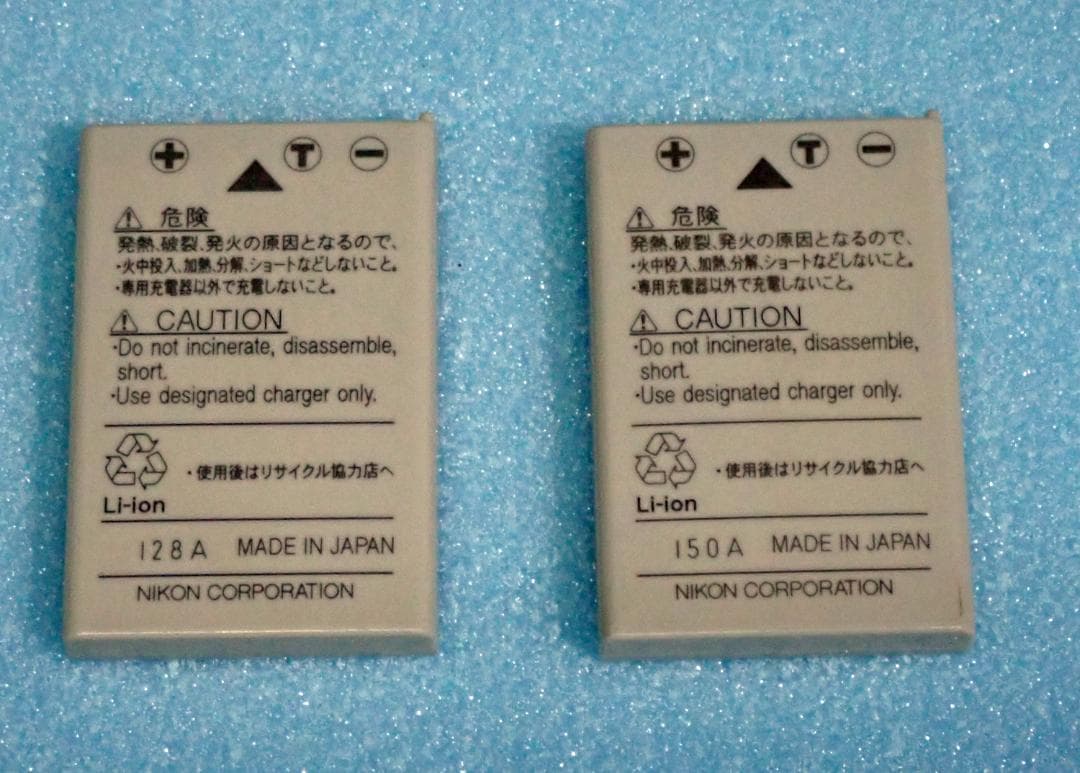 + T −
危険
発熱、破裂、発火の原因となるので、
・火中投入、加熱、分解、ショートなどしないこと。
・専用充電器以外で充電しないこと。
CAUTION
・Do not incinerate, disassemble,
short.
・Use designated charger only.
・使用後はリサイクル協力店へ
Li-ion
128A MADE IN JAPAN
NIKON CORPORATION
+ T −
危険
発熱、破裂、発火の原因となるので、
・火中投入、加熱、分解、ショートなどしないこと。
・専用充電器以外で充電しないこと。
CAUTION
・Do not incinerate, disassemble,
short.
・Use designated charger only.
・使用後はリサイクル協力店へ
Li-ion
150A MADE IN JAPAN
NIKON CORPORATION